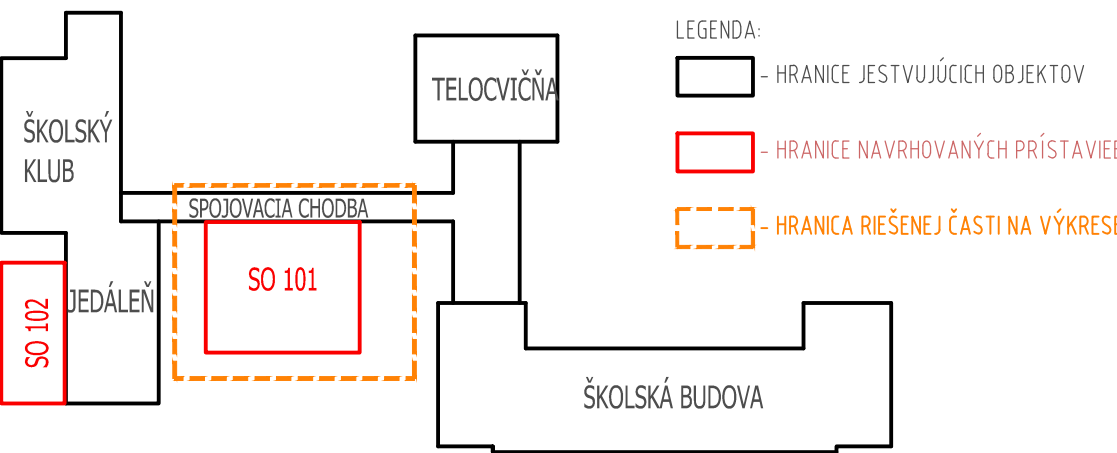 LEGENDA:
- HRANICE JESTVUJÚCICH OBJEKTOV
- HRANICE NAVRHOVANÝCH PRÍSTAVIEB
- HRANICA RIEŠENEJ ČASTI NA VÝKRESE
TELOCVIČŇA
ŠKOLSKÝ
KLUB
SPOJOVACIA CHODBA
SO 101
JEDÁLEŇ
SO 102
ŠKOLSKÁ BUDOVA